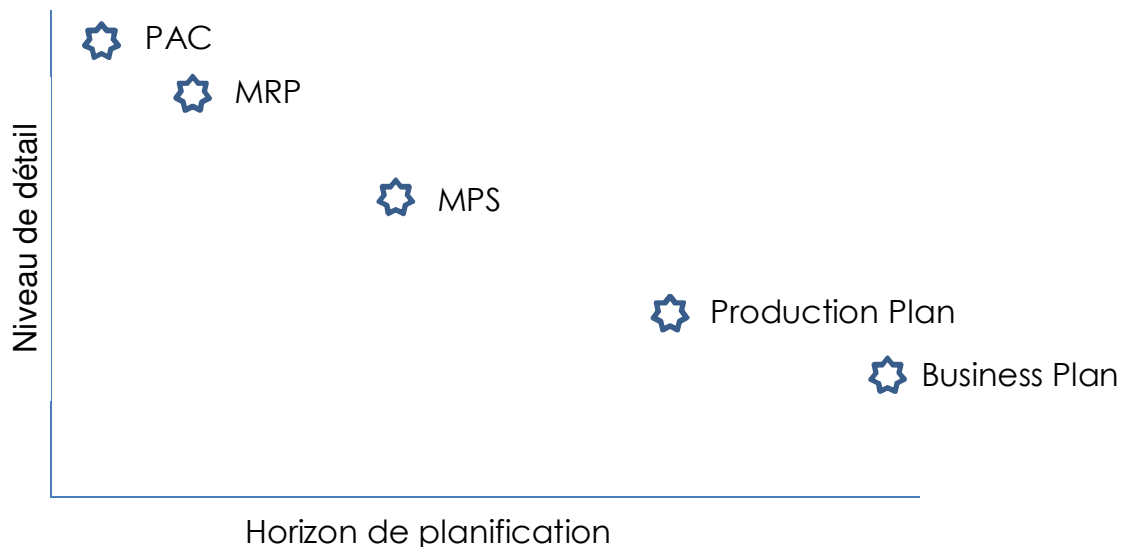 PAC
MRP
Niveau de détail
MPS
Production Plan
Business Plan
Horizon de planification